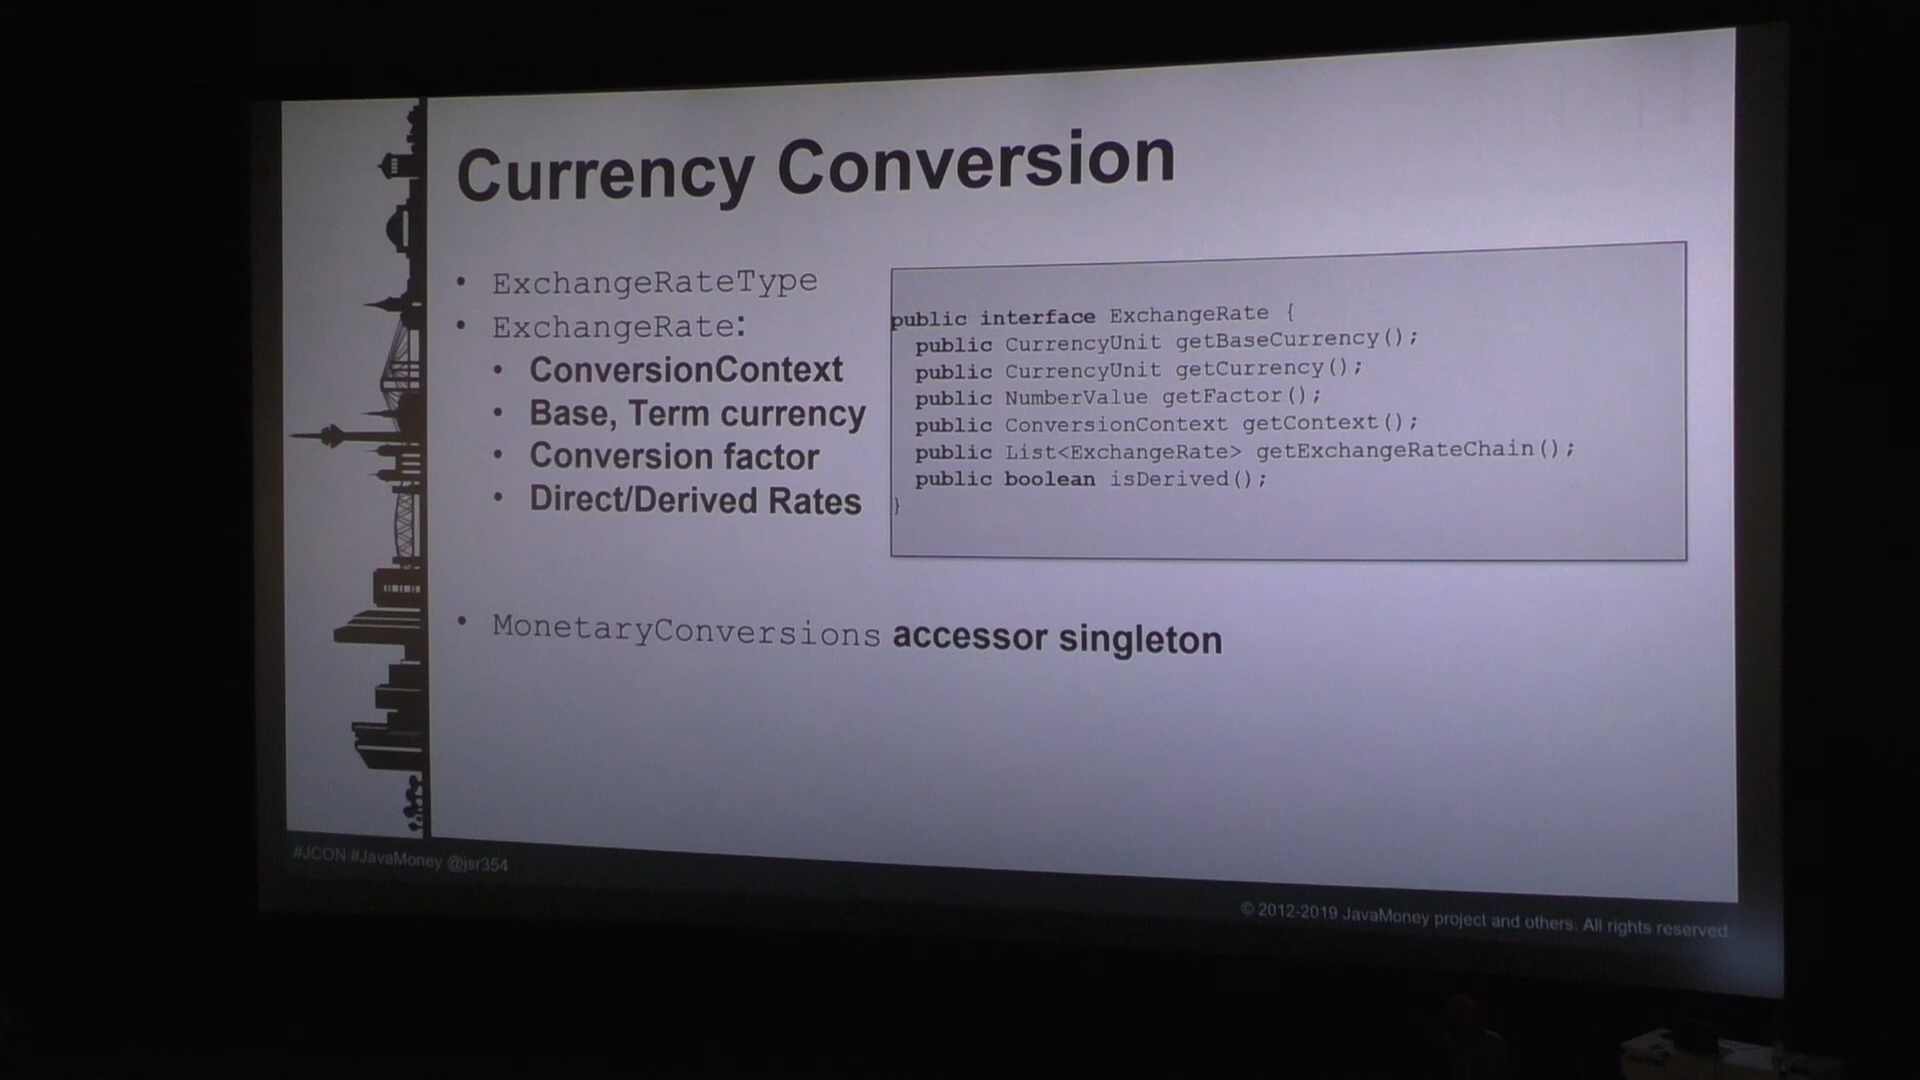 Currency Conversion
• ExchangeRateType
• ExchangeRate:
• ConversionContext
• Base, Term currency
• Conversion factor
• Direct/Derived Rates
public interface ExchangeRate {
public CurrencyUnit getBaseCurrency();
public CurrencyUnit getCurrency();
public NumberValue getFactor();
public ConversionContext getContext();
public List<ExchangeRate> getExchangeRateChain();
public boolean isDerived();
}
• MonetaryConversions accessor singleton
#JCON #JavaMoney @jsr354
© 2012-2019 JavaMoney project and others. All rights reserved.